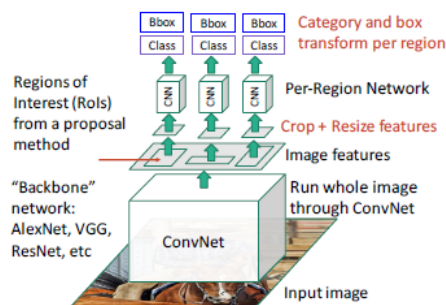 Bbox Bbox Bbox
Class Class Class
Category and box
transform per region
CNN CNN CNN
Per-Region Network
Regions of
Interest (RoIs)
from a proposal
method
Crop + Resize features
Image features
"Backbone"
network:
AlexNet, VGG,
ResNet, etc
Run whole image
through ConvNet
ConvNet
Input image